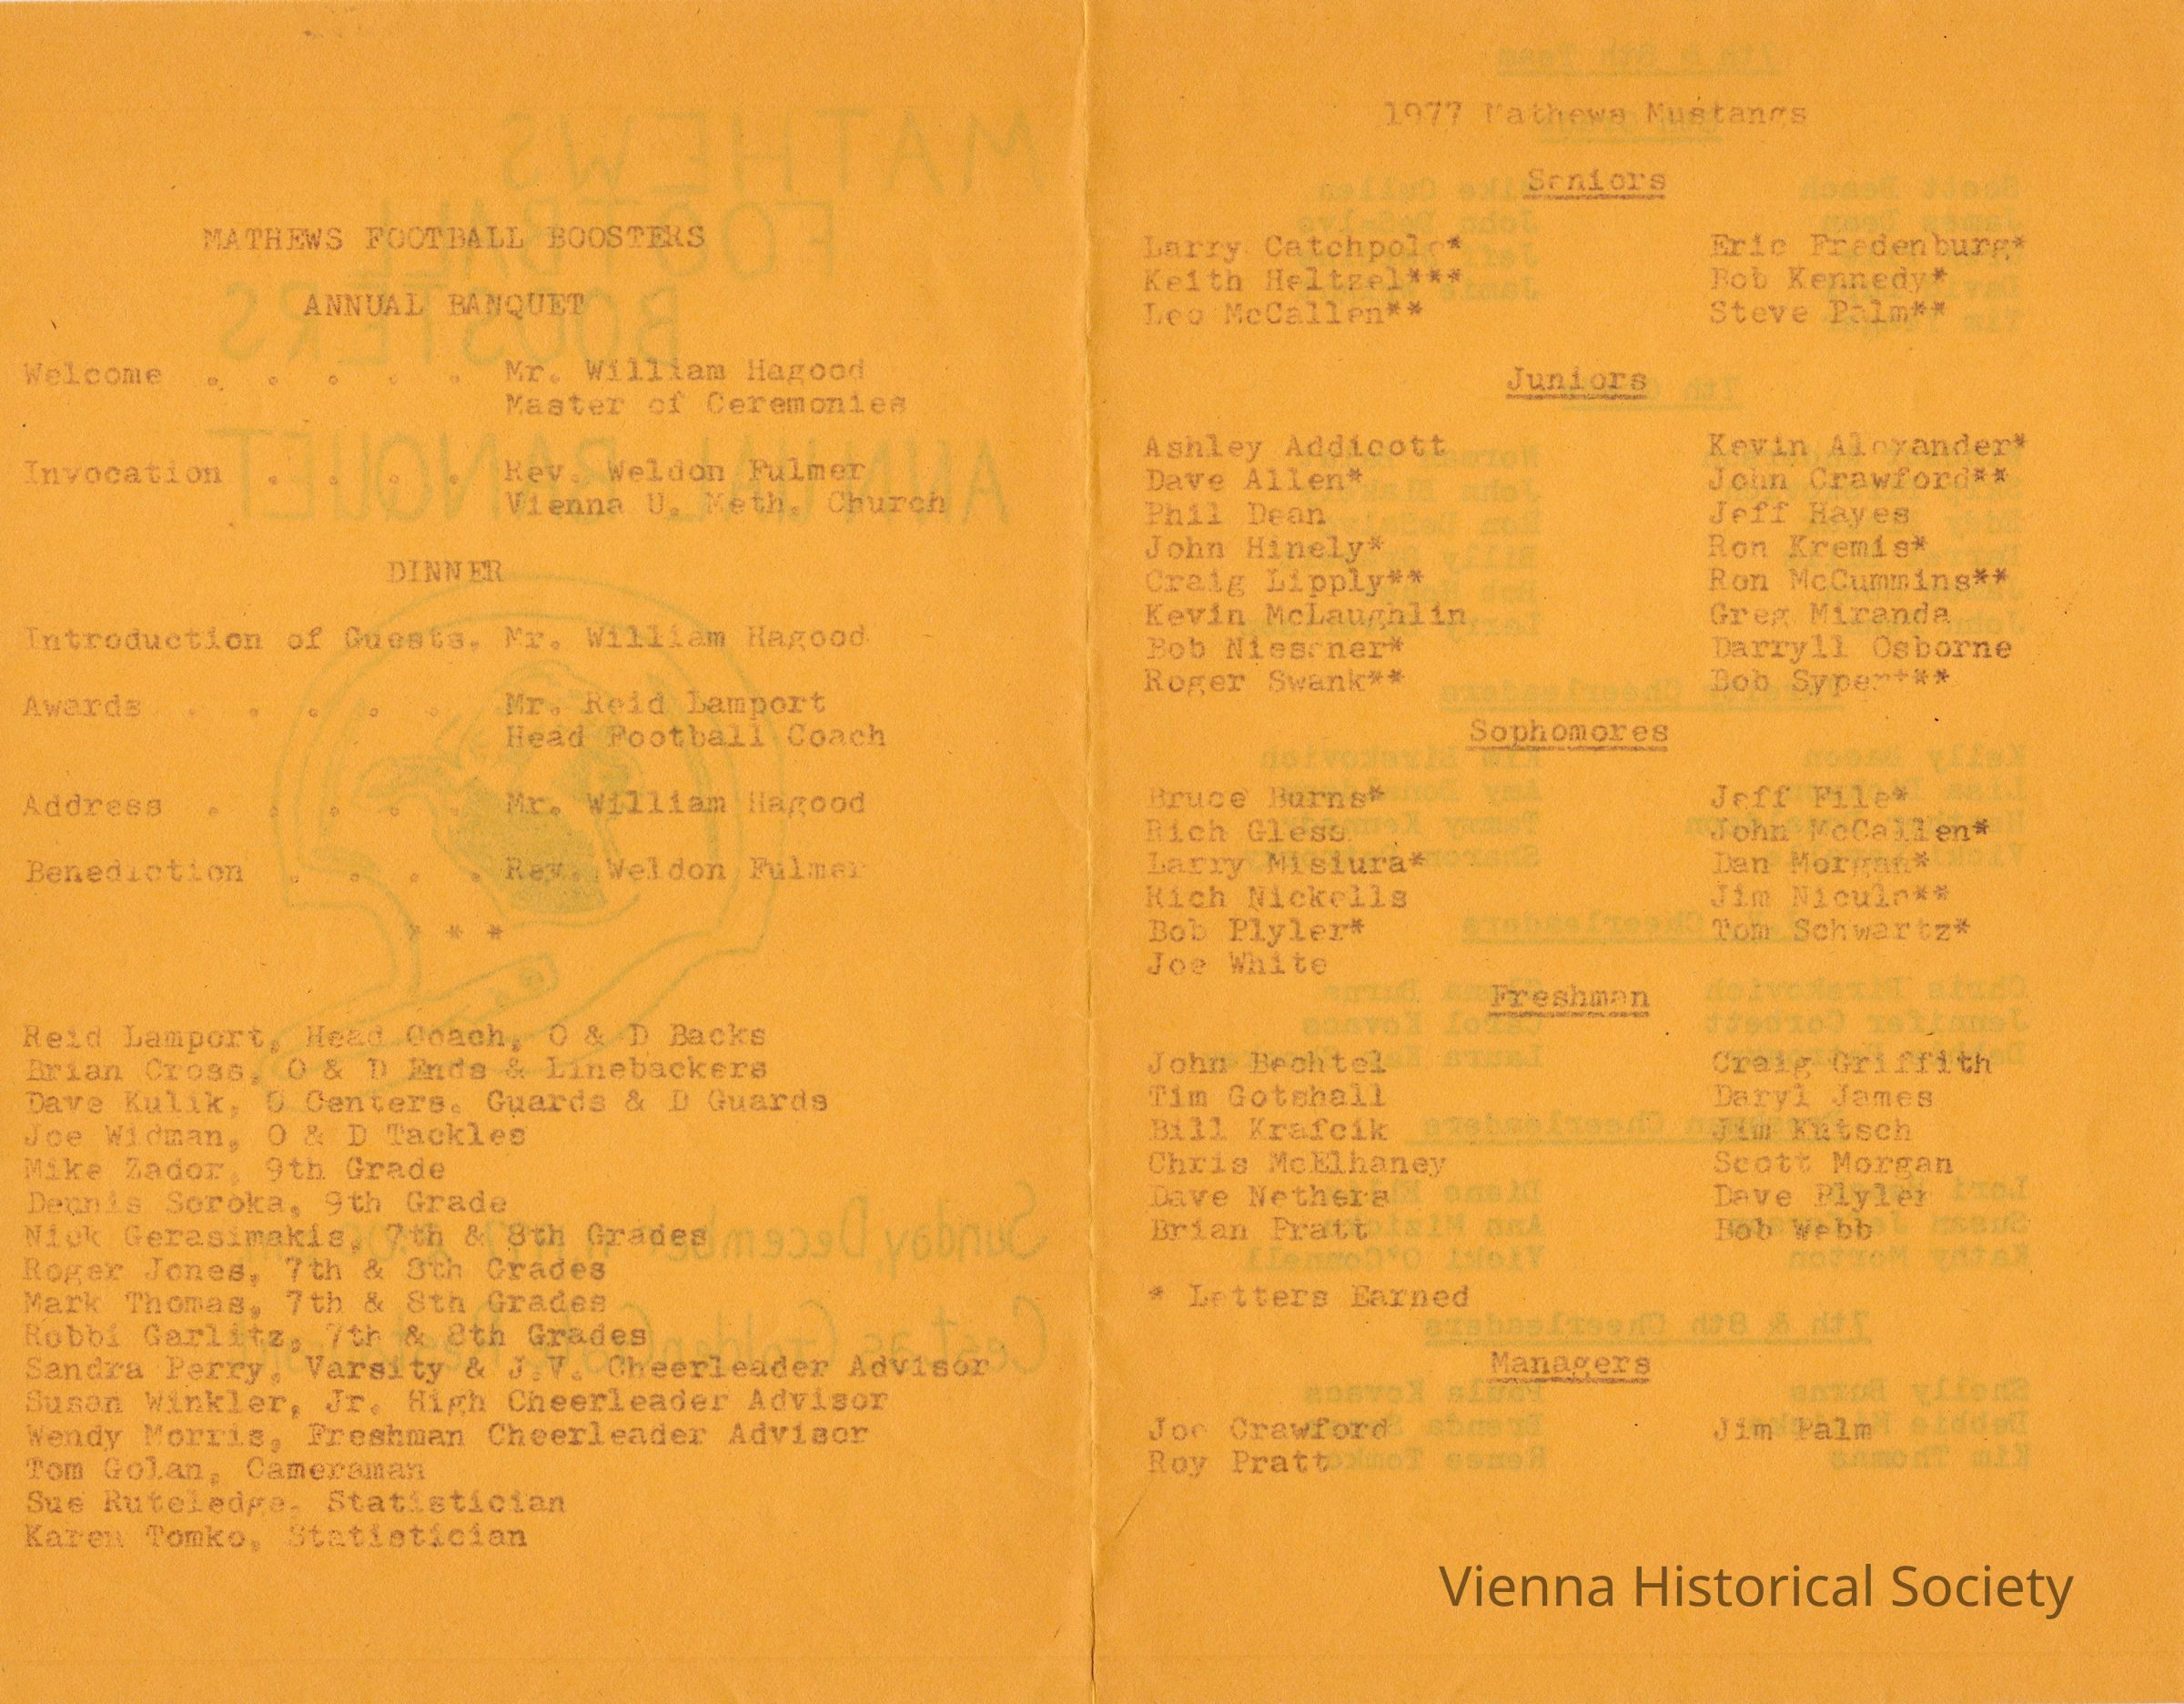 MATHEWS FOOTBALL BOOSTERS
ANNUAL BANQUET
Welcome . . . . . Mr. William Hagood
Master of Ceremonies
Invocation . . . . Rev. Weldon Fulmer
Vienna U. Meth. Church
DINNER
Introduction of Guests. Mr. William Hagood
Awards . . . . . Mr. Reid Lamport
Head Football Coach
Address . . . . . Mr. William Hagood
Benediction . . . . Rev. Weldon Fulmer
* * *
Reid Lamport, Head Coach, O & D Backs
Brian Cross, O & D Ends & Linebackers
Dave Kulik, O Centers. Guards & D Guards
Joe Widman, O & D Tackles
Mike Zador, 9th Grade
Dennis Soroka, 9th Grade
Nick Gerasimakis, 7th & 8th Grades
Roger Jones, 7th & 8th Grades
Mark Thomas, 7th & 8th Grades
Robbi Garlitz, 7th & 8th Grades
Sandra Perry, Varsity & J.V. Cheerleader Advisor
Susan Winkler, Jr. High Cheerleader Advisor
Wendy Morris, Freshman Cheerleader Advisor
Tom Golan, Cameraman
Sue Ruteledge, Statistician
Karen Tomko, Statistician
1977 Mathews Mustangs
Seniors
Larry Catchpole* Eric Fredenburg*
Keith Heltzel*** Bob Kennedy*
Leo McCallen** Steve Palm**
Juniors
Ashley Addicott Kevin Alexander*
Dave Allen* John Crawford**
Phil Dean Jeff Hayes
John Hinely* Ron Kremis*
Craig Lipply** Ron McCummins**
Kevin McLaughlin Greg Miranda
Bob Niesener* Darryll Osborne
Roger Swank** Bob Sypert**
Sophomores
Bruce Burns* Jeff File*
Rich Gless John McCallen*
Larry Misiura* Dan Morgan*
Rich Nickells Jim Nicula**
Bob Plyler* Tom Schwartz*
Joe White
Freshman
John Bechtel Craig Griffith
Tim Gotshall Daryl James
Bill Krafcik Jim Kutsch
Chris McElhaney Scott Morgan
Dave Nethers Dave Plyler
Brian Pratt Bob Webb
* Letters Earned
Managers
Joe Crawford Jim Palm
Roy Pratt
Vienna Historical Society